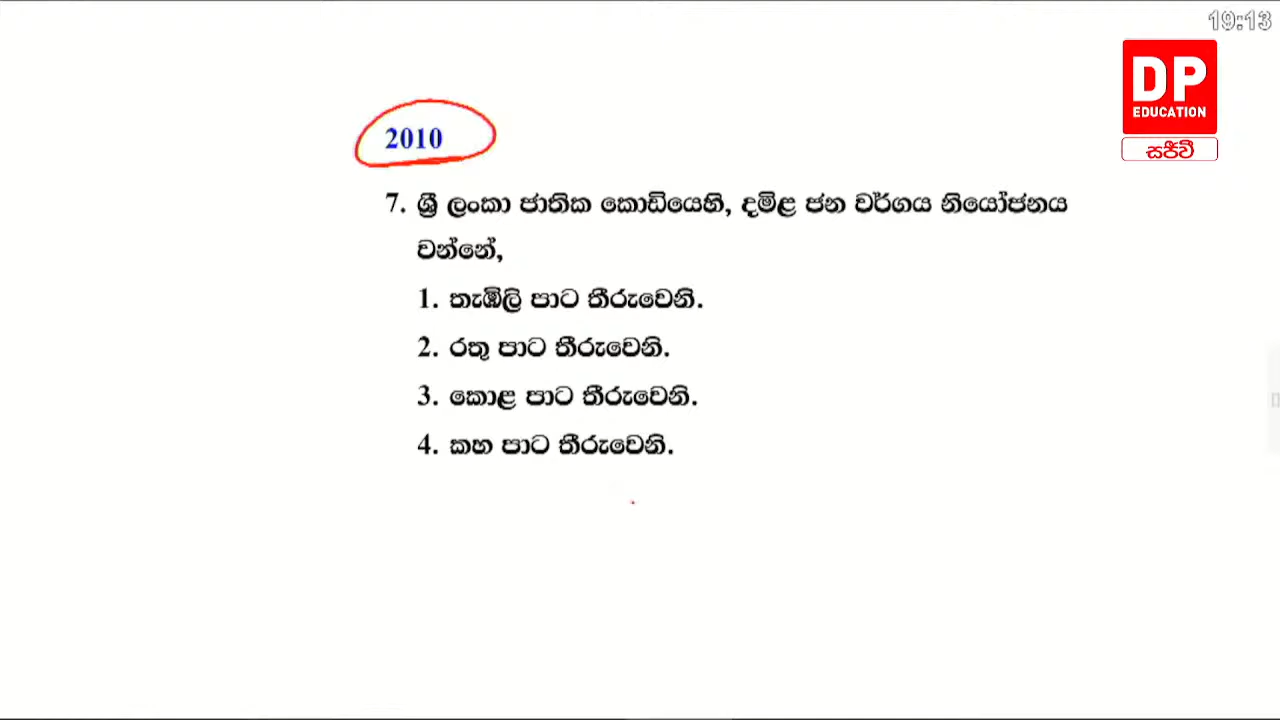 19:13
DP
EDUCATION
සජීවී
2010
7. ශ්‍රී ලංකා ජාතික කොඩියෙහි, දමිළ ජන වර්ගය නියෝජනය
වන්නේ,
1. තැඹිලි පාට තීරුවෙනි.
2. රතු පාට තීරුවෙනි.
3. කොළ පාට තීරුවෙනි.
4. කහ පාට තීරුවෙනි.